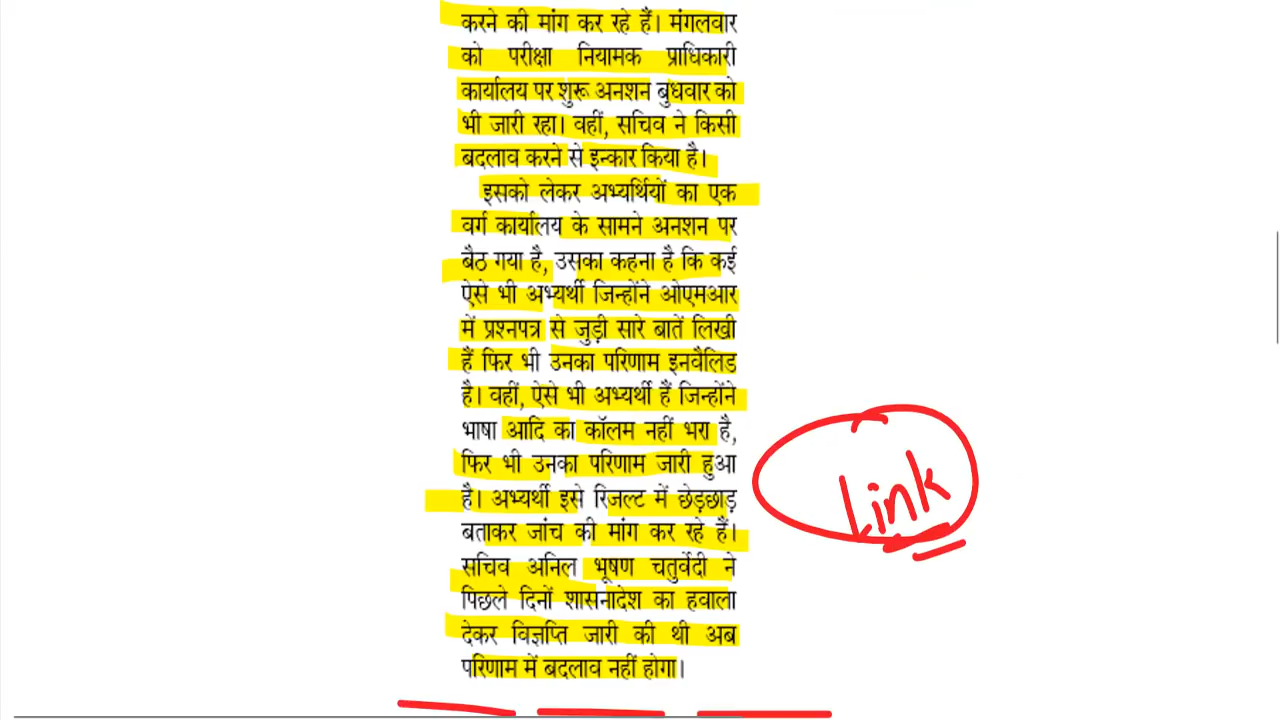 करने की मांग कर रहे हैं। मंगलवार
को परीक्षा नियामक प्राधिकारी
कार्यालय पर शुरू अनशन बुधवार को
भी जारी रहा। वहीं, सचिव ने किसी
बदलाव करने से इन्कार किया है।
इसको लेकर अभ्यर्थियों का एक
वर्ग कार्यालय के सामने अनशन पर
बैठ गया है, उसका कहना है कि कई
ऐसे भी अभ्यर्थी जिन्होंने ओएमआर
में प्रश्नपत्र से जुड़ी सारे बातें लिखी
हैं फिर भी उनका परिणाम इनवैलिड
है। वहीं, ऐसे भी अभ्यर्थी हैं जिन्होंने
भाषा आदि का कॉलम नहीं भरा है,
फिर भी उनका परिणाम जारी हुआ
है। अभ्यर्थी इसे रिजल्ट में छेड़छाड़
बताकर जांच की मांग कर रहे हैं।
सचिव अनिल भूषण चतुर्वेदी ने
पिछले दिनों शासनादेश का हवाला
देकर विज्ञप्ति जारी की थी अब
परिणाम में बदलाव नहीं होगा।
Link